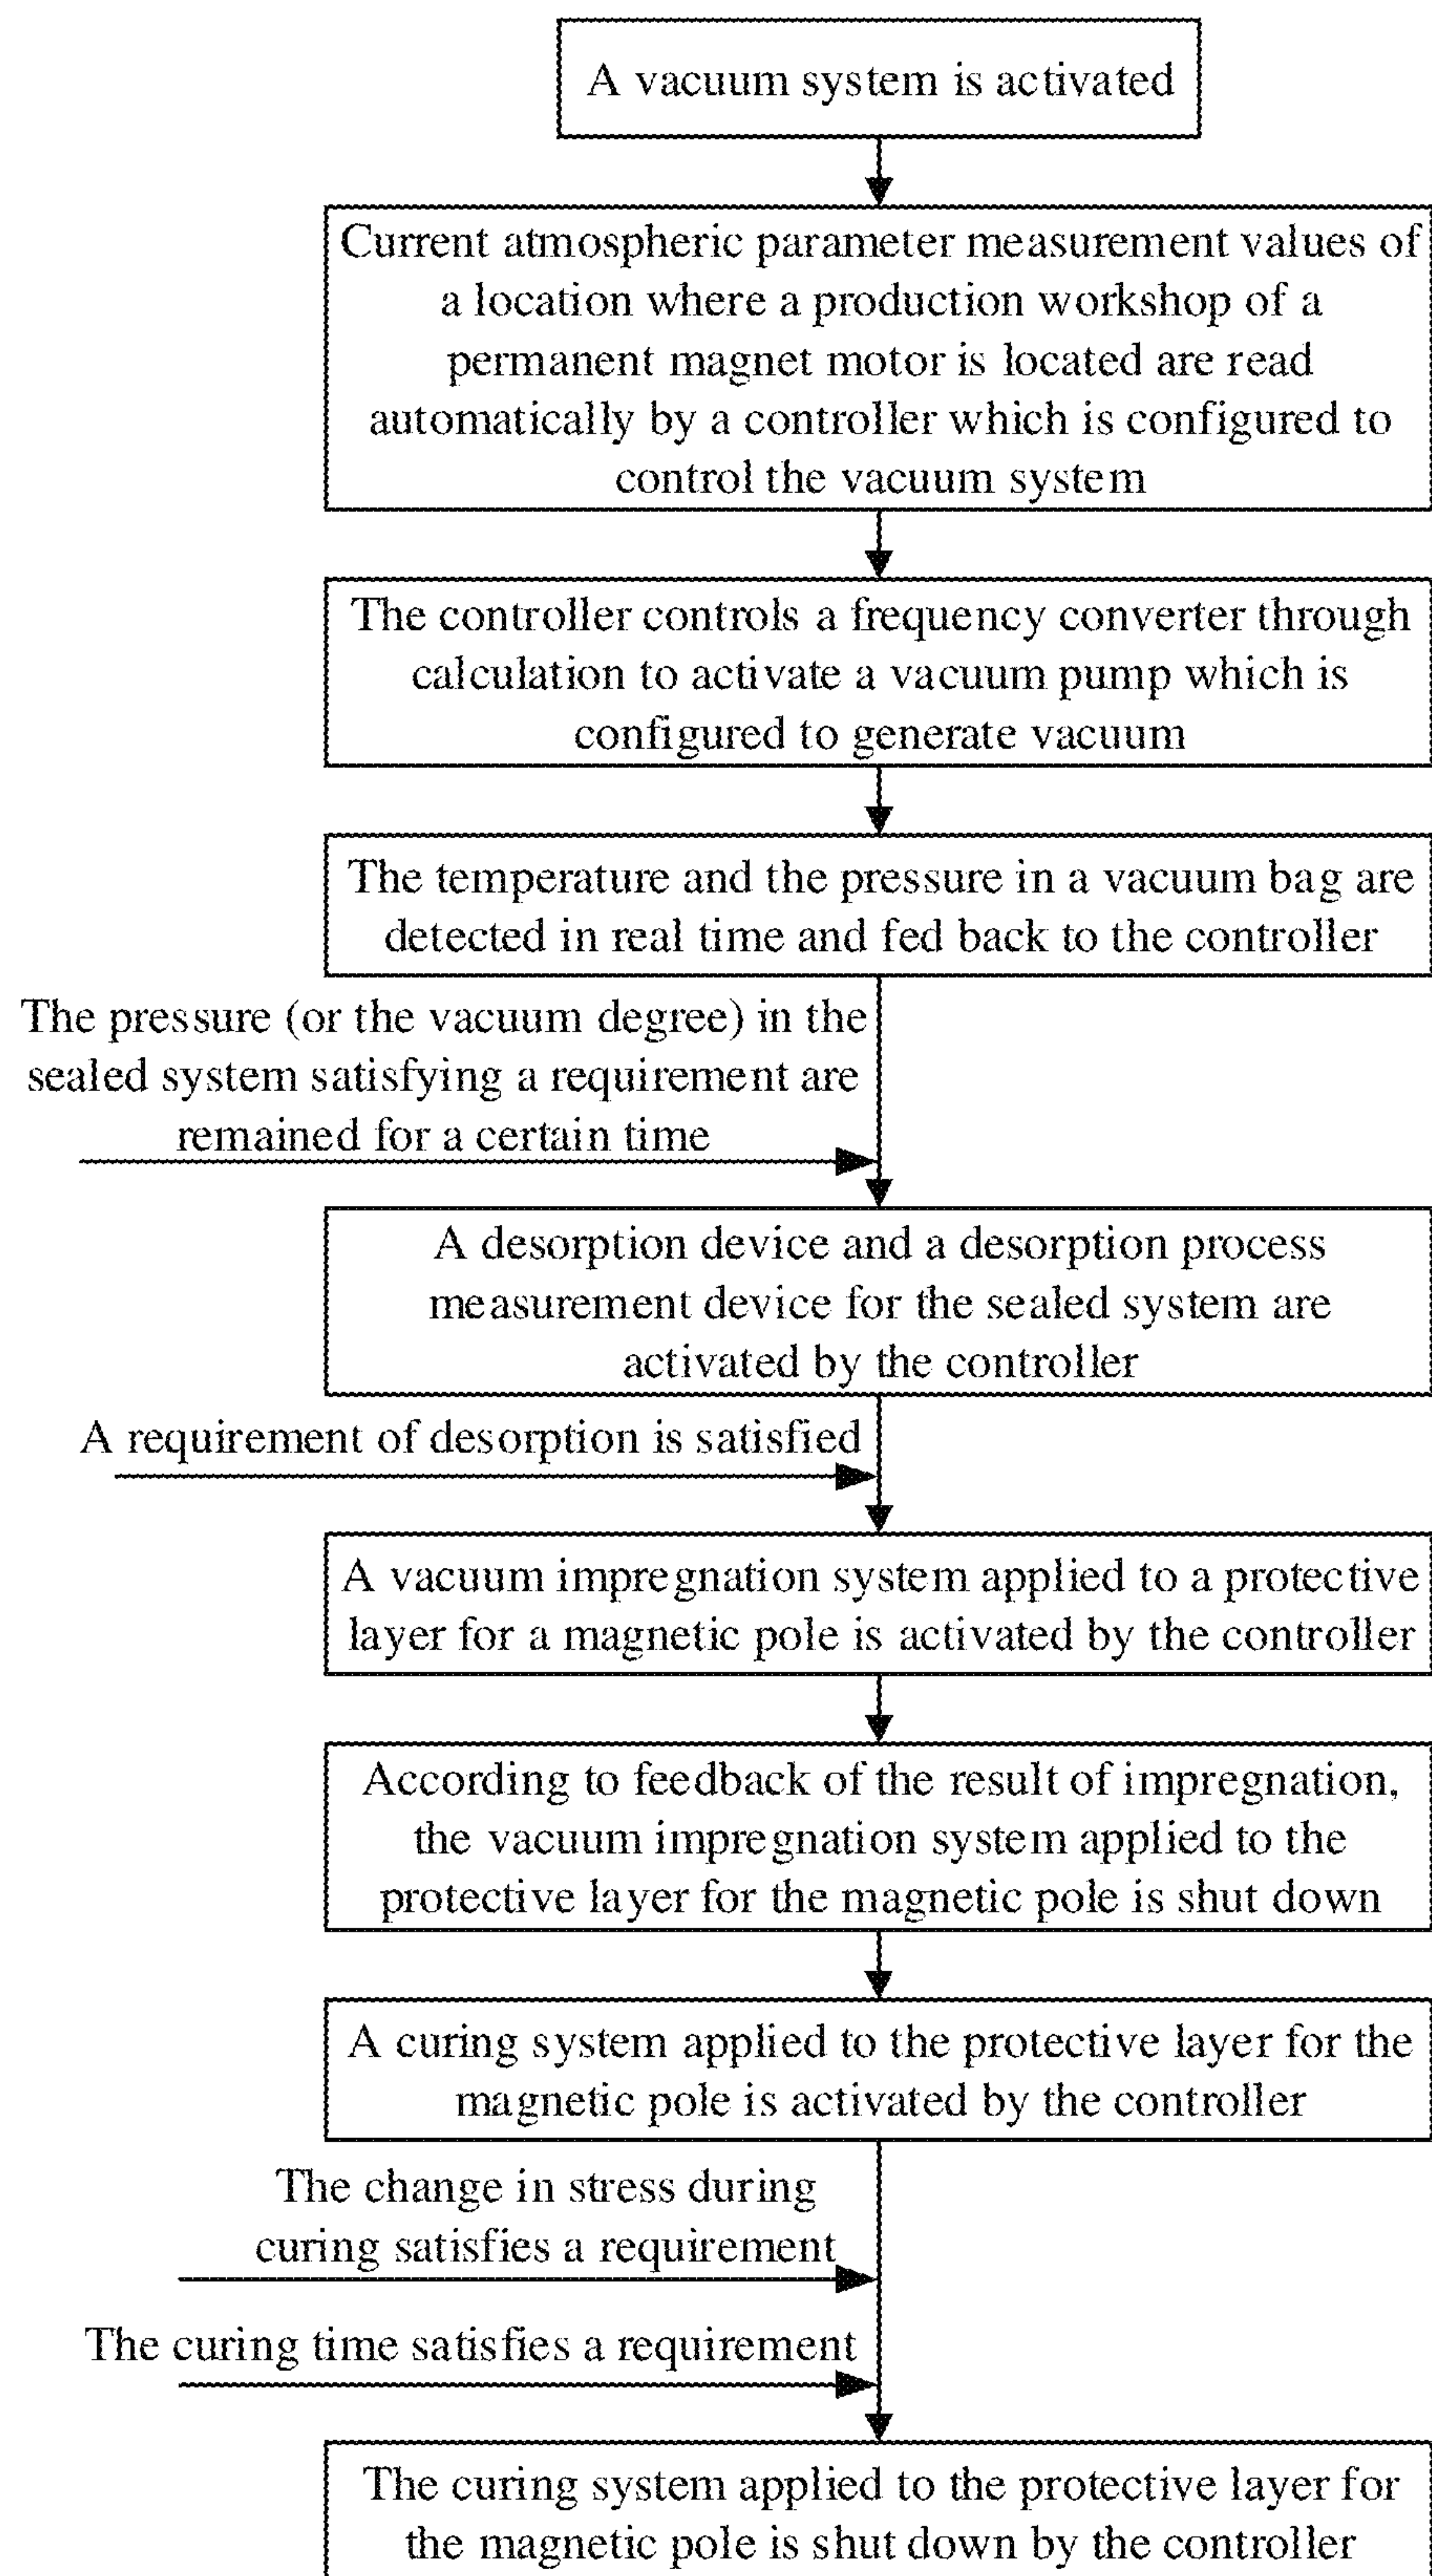 A vacuum system is activated
Current atmospheric parameter measurement values of
a location where a production workshop of a
permanent magnet motor is located are read
automatically by a controller which is configured to
control the vacuum system
The controller controls a frequency converter through
calculation to activate a vacuum pump which is
configured to generate vacuum
The temperature and the pressure in a vacuum bag are
detected in real time and fed back to the controller
The pressure (or the vacuum degree) in the
sealed system satisfying a requirement are
remained for a certain time
A desorption device and a desorption process
measurement device for the sealed system are
activated by the controller
A requirement of desorption is satisfied
A vacuum impregnation system applied to a protective
layer for a magnetic pole is activated by the controller
According to feedback of the result of impregnation,
the vacuum impregnation system applied to the
protective layer for the magnetic pole is shut down
A curing system applied to the protective layer for the
magnetic pole is activated by the controller
The change in stress during
curing satisfies a requirement
The curing time satisfies a requirement
The curing system applied to the protective layer for
the magnetic pole is shut down by the controller